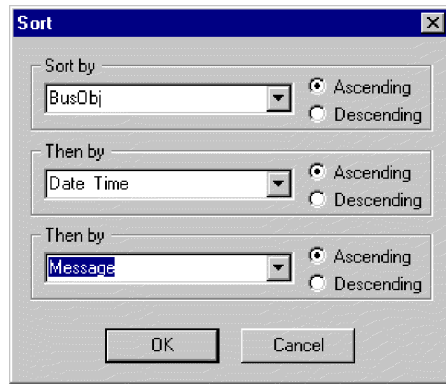 Sort
Sort by
BusObj
Ascending
Descending
Then by
Date Time
Ascending
Descending
Then by
Message
Ascending
Descending
OK
Cancel